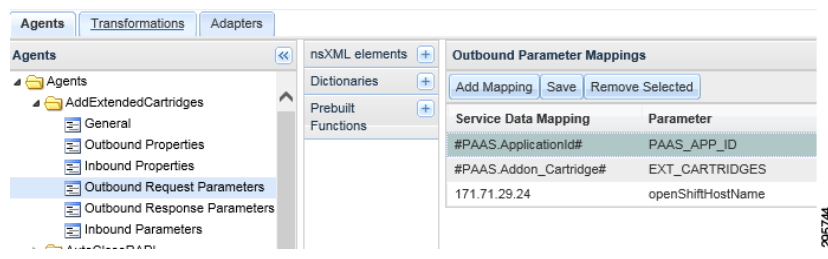 Agents Transformations Adapters
Agents
Agents
AddExtendedCartridges
General
Outbound Properties
Inbound Properties
Outbound Request Parameters
Outbound Response Parameters
Inbound Parameters
nsXML elements
Dictionaries
Prebuilt
Functions
Outbound Parameter Mappings
Add Mapping Save Remove Selected
Service Data Mapping Parameter
#PAAS.ApplicationId# PAAS_APP_ID
#PAAS.Addon_Cartridge# EXT_CARTRIDGES
171.71.29.24 openShiftHostName
295744